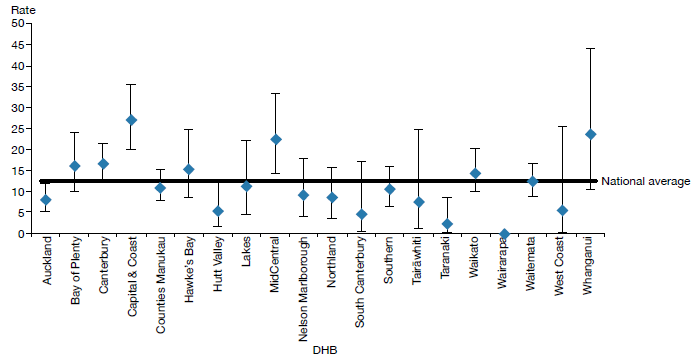 Rate
50
45
40
35
30
25
20
15
10
5
0
National average
Auckland
Bay of Plenty
Canterbury
Capital & Coast
Counties Manukau
Hawke's Bay
Hutt Valley
Lakes
MidCentral
Nelson Marlborough
Northland
South Canterbury
Southern
Tairāwhiti
Taranaki
Waikato
Wairarapa
Waitemata
West Coast
Whanganui
DHB